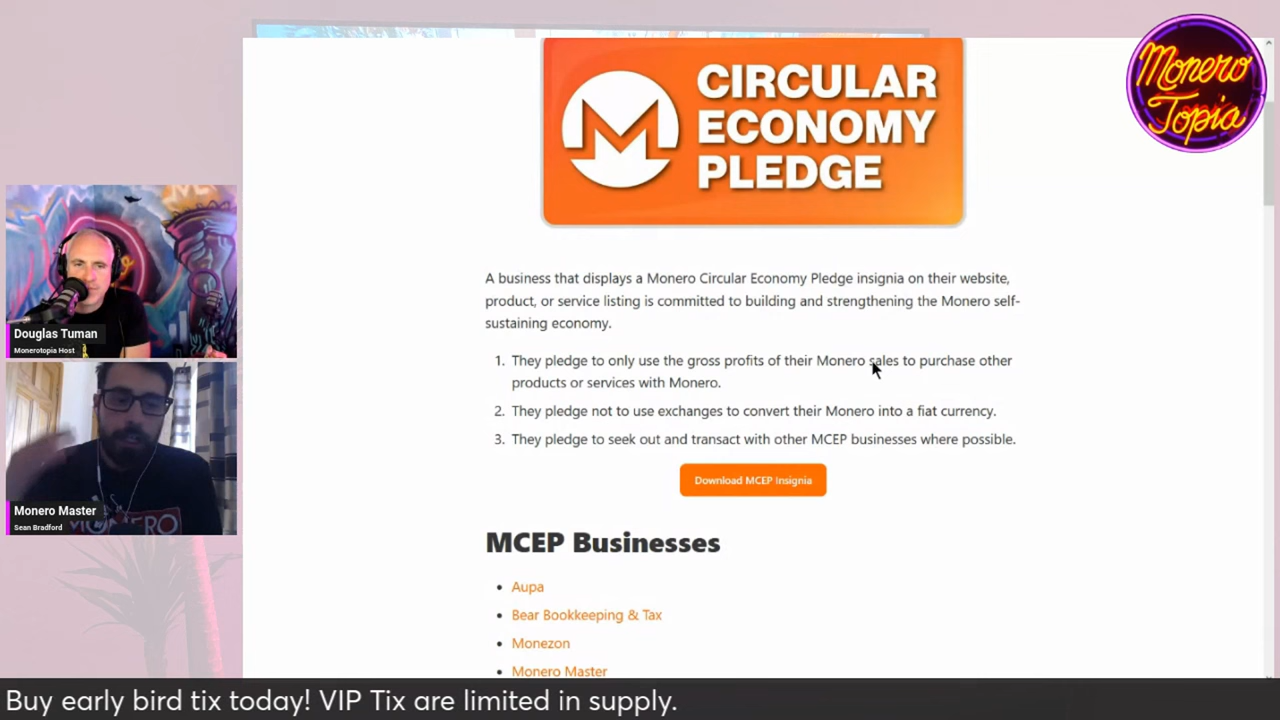 CIRCULAR
ECONOMY
PLEDGE
Monero
Topia
A business that displays a Monero Circular Economy Pledge insignia on their website,
product, or service listing is committed to building and strengthening the Monero self-
sustaining economy.
1. They pledge to only use the gross profits of their Monero sales to purchase other
products or services with Monero.
2. They pledge not to use exchanges to convert their Monero into a fiat currency.
3. They pledge to seek out and transact with other MCEP businesses where possible.
Download MCEP Insignia
MCEP Businesses
• Aupa
• Bear Bookkeeping & Tax
• Monezon
• Monero Master
Douglas Tuman
Monerotopia Host
Monero Master
Sean Bradford
MONERO
Buy early bird tix today! VIP Tix are limited in supply.